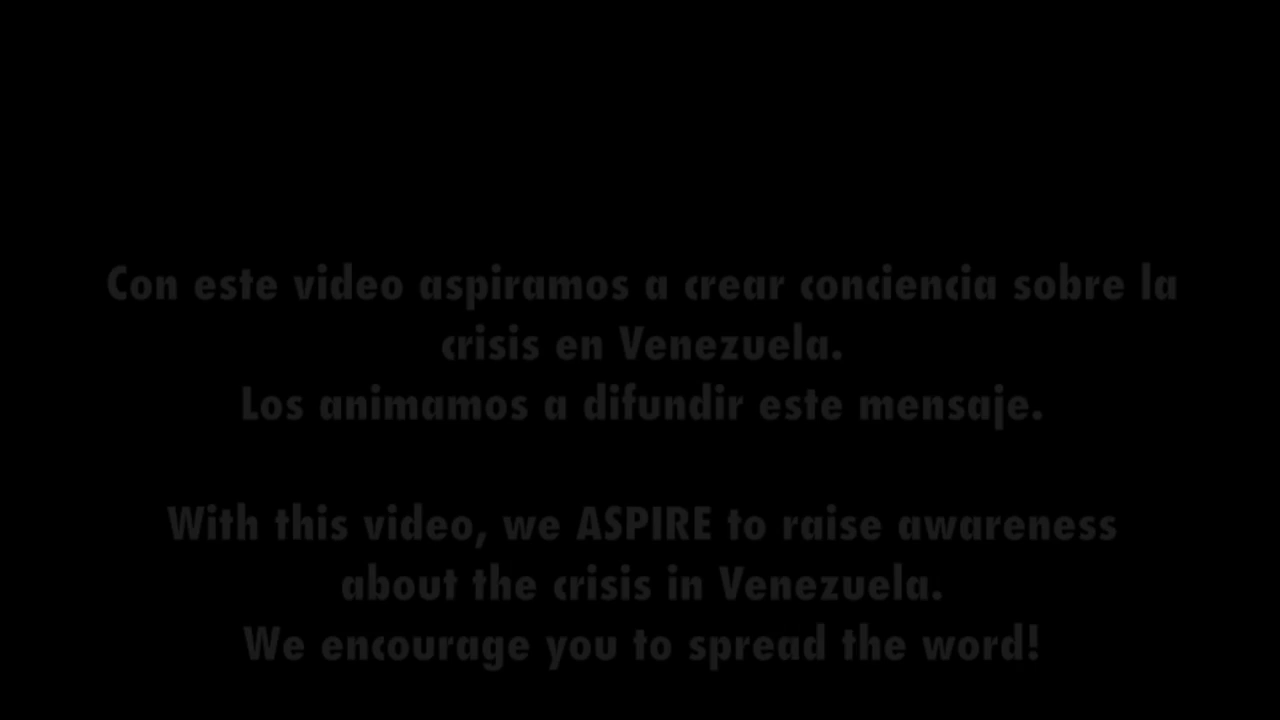 Con este video aspiramos a crear conciencia sobre la
crisis en Venezuela.
Los animamos a difundir este mensaje.
With this video, we ASPIRE to raise awareness
about the crisis in Venezuela.
We encourage you to spread the word!